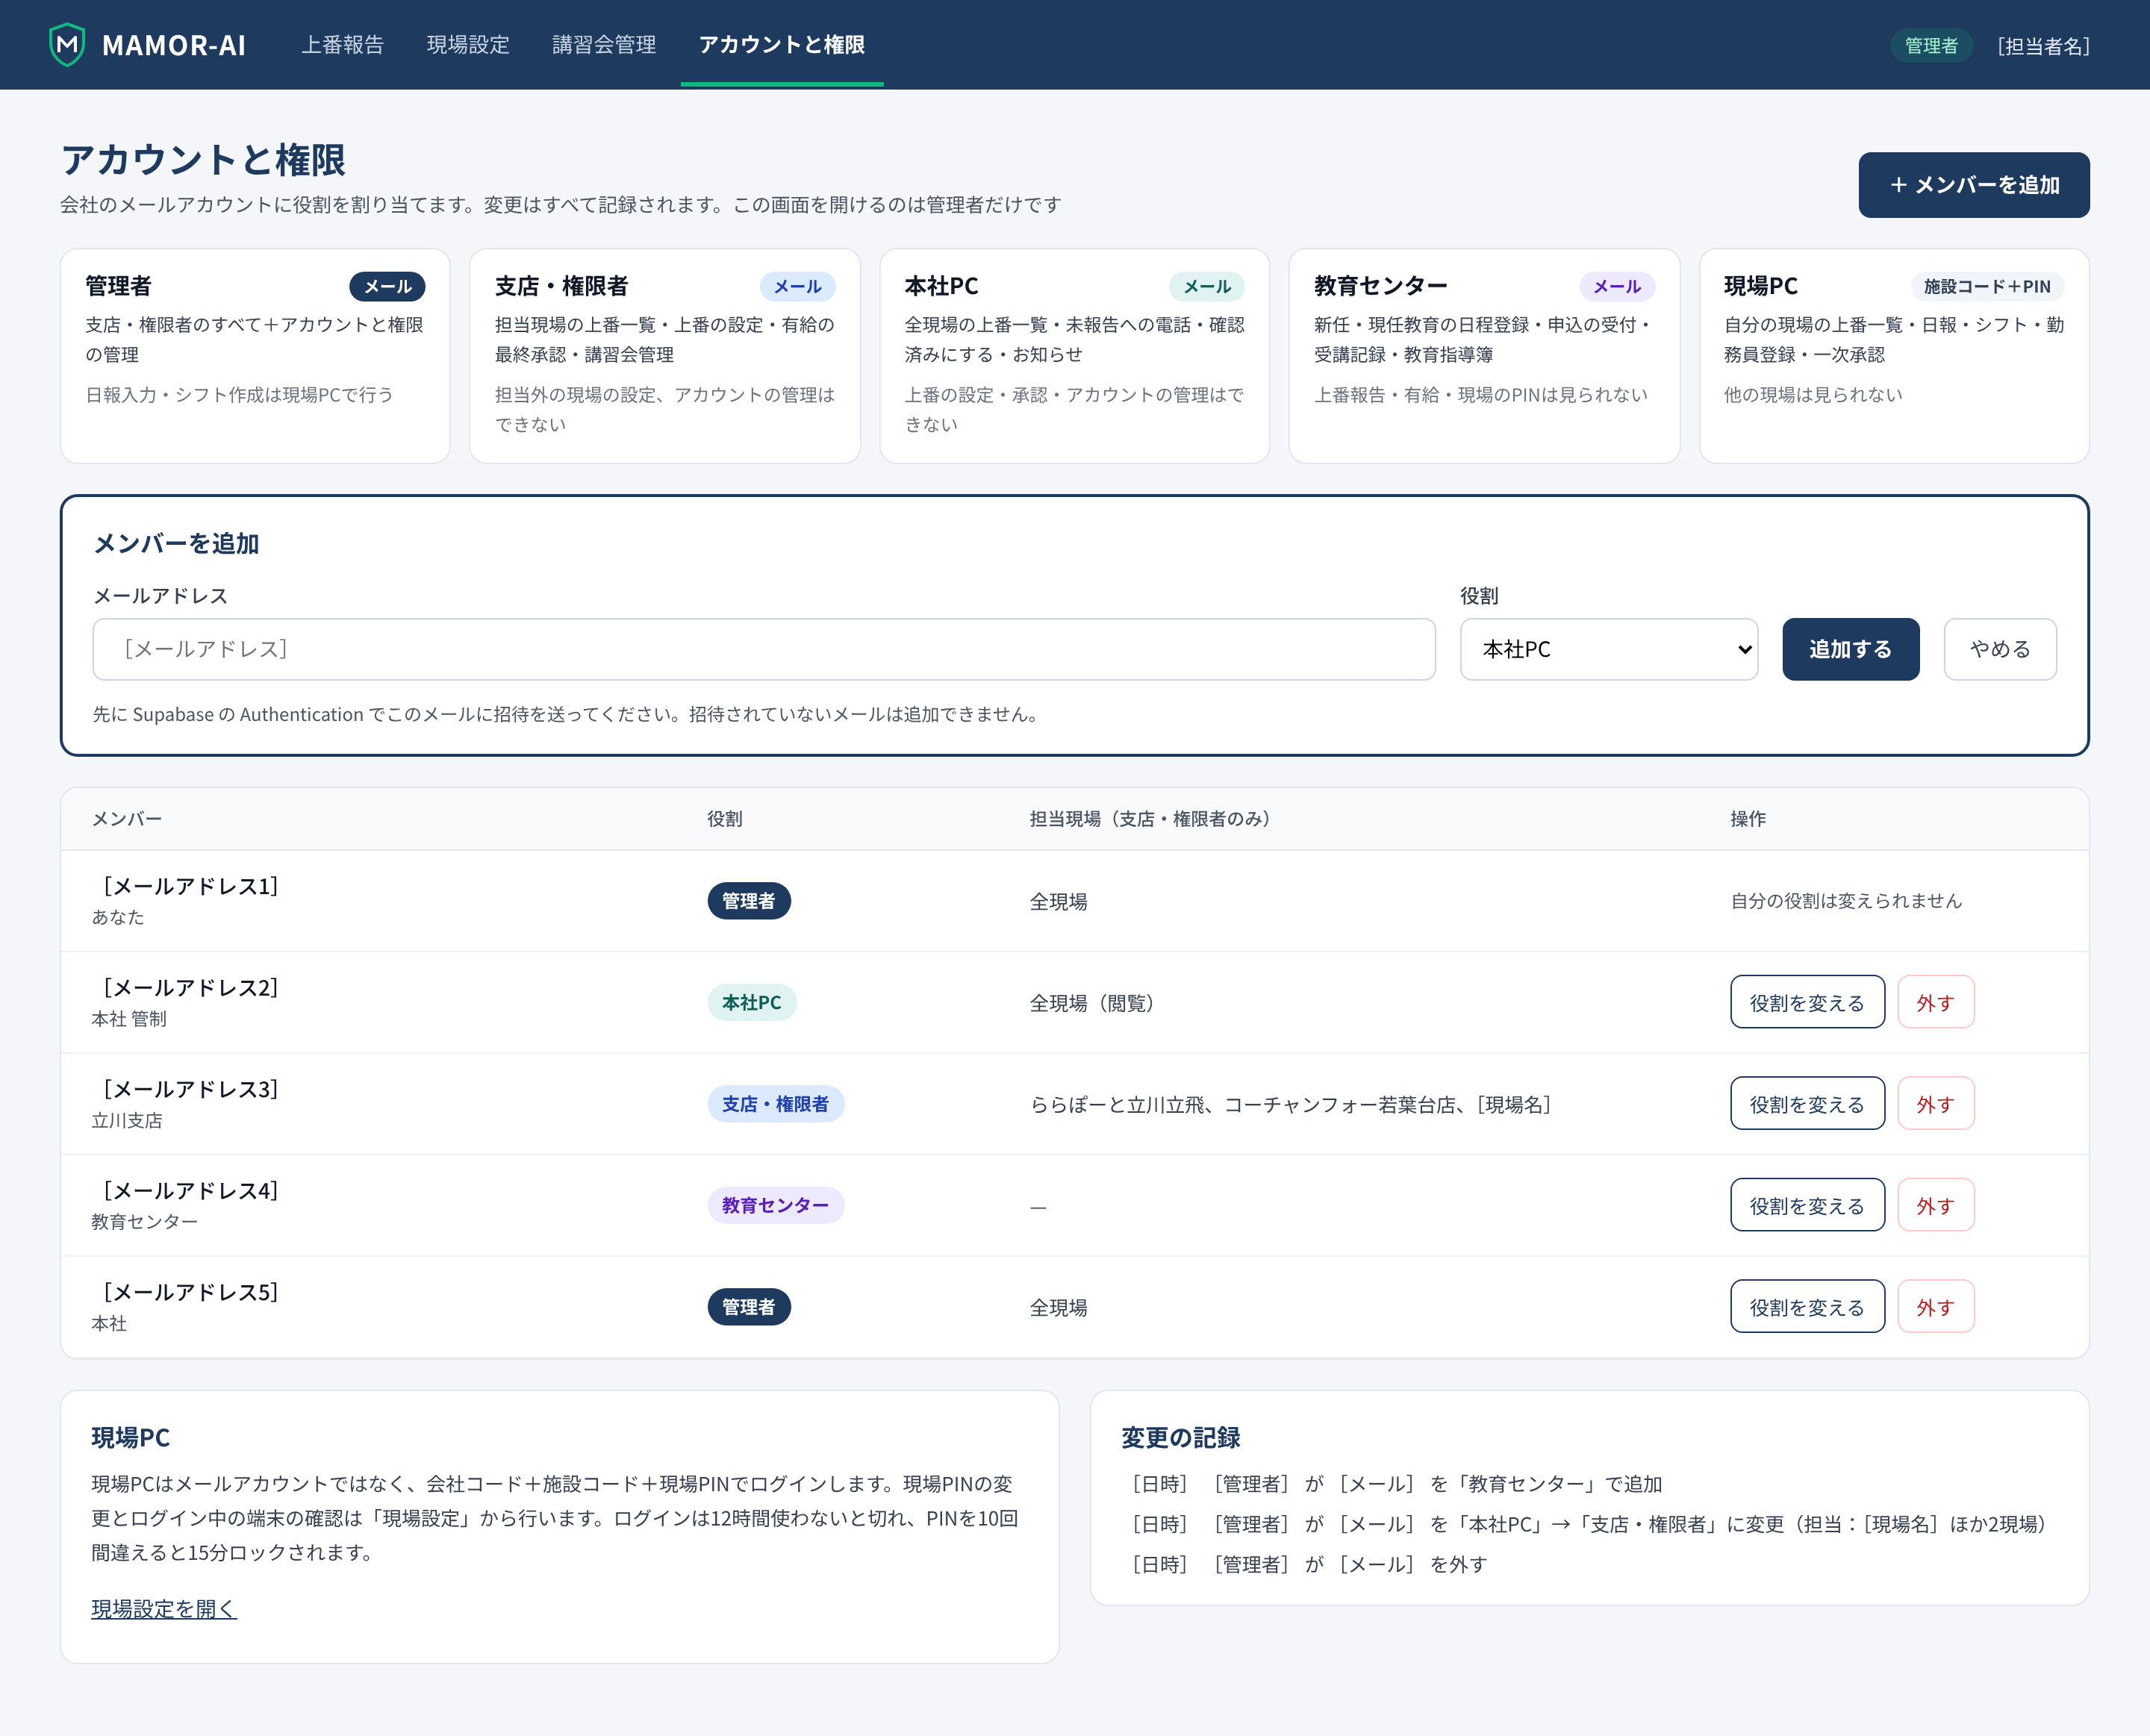 MAMOR-AI 上番報告 現場設定 講習会管理 アカウントと権限 管理者 ［担当者名］
アカウントと権限
会社のメールアカウントに役割を割り当てます。変更はすべて記録されます。この画面を開けるのは管理者だけです
＋ メンバーを追加
管理者 メール
支店・権限者のすべて＋アカウントと権限
の管理
日報入力・シフト作成は現場PCで行う
支店・権限者 メール
担当現場の上番一覧・上番の設定・有給の
最終承認・講習会管理
担当外の現場の設定、アカウントの管理は
できない
本社PC メール
全現場の上番一覧・未報告への電話・確認
済みにする・お知らせ
上番の設定・承認・アカウントの管理はで
きない
教育センター メール
新任・現任教育の日程登録・申込の受付・
受講記録・教育指導簿
上番報告・有給・現場のPINは見られない
現場PC 施設コード＋PIN
自分の現場の上番一覧・日報・シフト・勤
務員登録・一次承認
他の現場は見られない
メンバーを追加
メールアドレス 役割
［メールアドレス］ 本社PC 追加する やめる
先に Supabase の Authentication でこのメールに招待を送ってください。招待されていないメールは追加できません。
メンバー 役割 担当現場（支店・権限者のみ） 操作
［メールアドレス1］
あなた
管理者 全現場 自分の役割は変えられません
［メールアドレス2］
本社 管制
本社PC 全現場（閲覧） 役割を変える 外す
［メールアドレス3］
立川支店
支店・権限者 ららぽーと立川立飛、コーチャンフォー若葉台店、［現場名］ 役割を変える 外す
［メールアドレス4］
教育センター
教育センター — 役割を変える 外す
［メールアドレス5］
本社
管理者 全現場 役割を変える 外す
現場PC
現場PCはメールアカウントではなく、会社コード＋施設コード＋現場PINでログインします。現場PINの変
更とログイン中の端末の確認は「現場設定」から行います。ログインは12時間使わないと切れ、PINを10回
間違えると15分ロックされます。
現場設定を開く
変更の記録
［日時］ ［管理者］ が ［メール］ を「教育センター」で追加
［日時］ ［管理者］ が ［メール］ を「本社PC」→「支店・権限者」に変更（担当：［現場名］ほか2現場）
［日時］ ［管理者］ が ［メール］ を外す